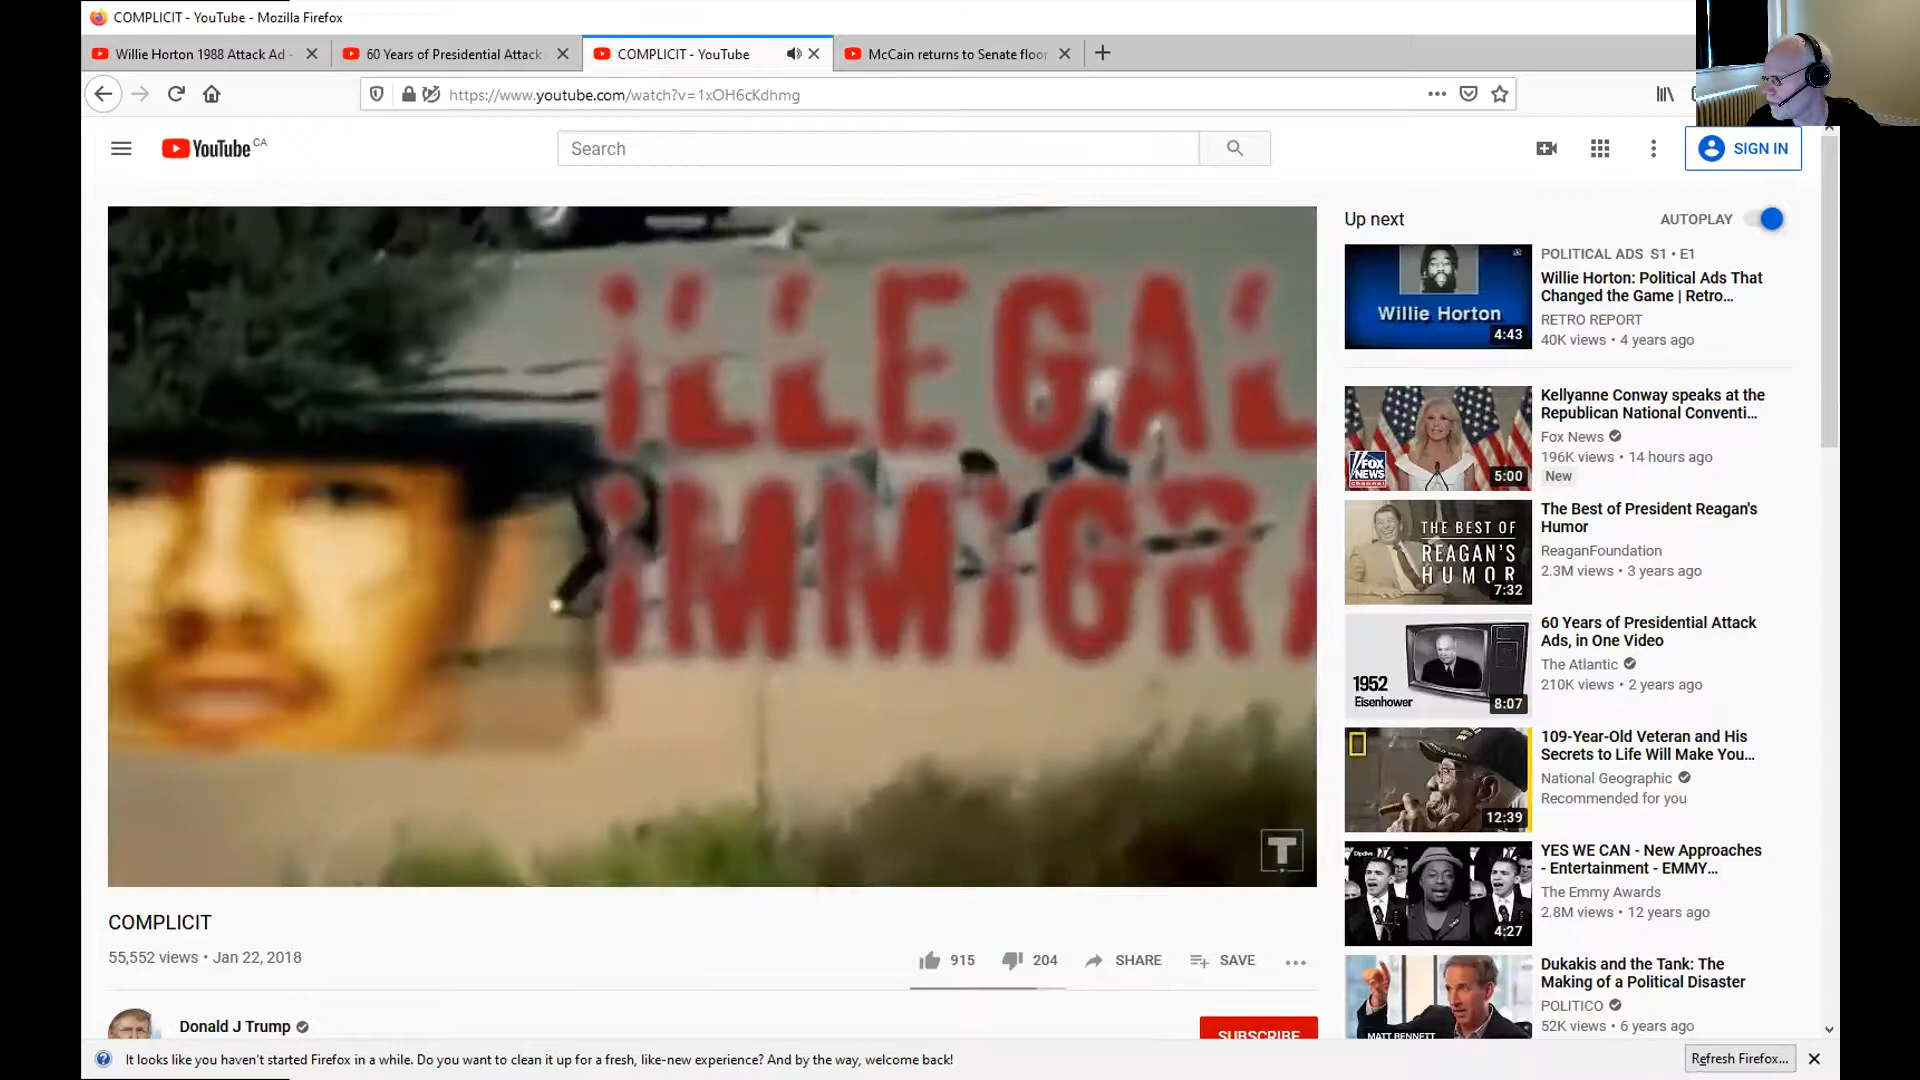 COMPLICIT - YouTube - Mozilla Firefox
Willie Horton 1988 Attack Ad -
60 Years of Presidential Attack
COMPLICIT - YouTube
McCain returns to Senate floor
https://www.youtube.com/watch?v=1xOH6cKdhmg
YouTube CA
Search
SIGN IN
ILLEGAL
IMMIGRA
T
COMPLICIT
55,552 views • Jan 22, 2018
915
204
SHARE
SAVE
Donald J Trump
SUBSCRIBE
Up next
AUTOPLAY
Willie Horton
4:43
POLITICAL ADS S1 • E1
Willie Horton: Political Ads That
Changed the Game | Retro...
RETRO REPORT
40K views • 4 years ago
FOX
NEWS
channel
5:00
Kellyanne Conway speaks at the
Republican National Conventi...
Fox News
196K views • 14 hours ago
New
THE BEST OF
REAGAN'S
HUMOR
7:32
The Best of President Reagan's
Humor
ReaganFoundation
2.3M views • 3 years ago
1952
Eisenhower
8:07
60 Years of Presidential Attack
Ads, in One Video
The Atlantic
210K views • 2 years ago
12:39
109-Year-Old Veteran and His
Secrets to Life Will Make You...
National Geographic
Recommended for you
4:27
YES WE CAN - New Approaches
- Entertainment - EMMY...
The Emmy Awards
2.8M views • 12 years ago
MATT BENNETT
Dukakis and the Tank: The
Making of a Political Disaster
POLITICO
52K views • 6 years ago
It looks like you haven't started Firefox in a while. Do you want to clean it up for a fresh, like-new experience? And by the way, welcome back!
Refresh Firefox...